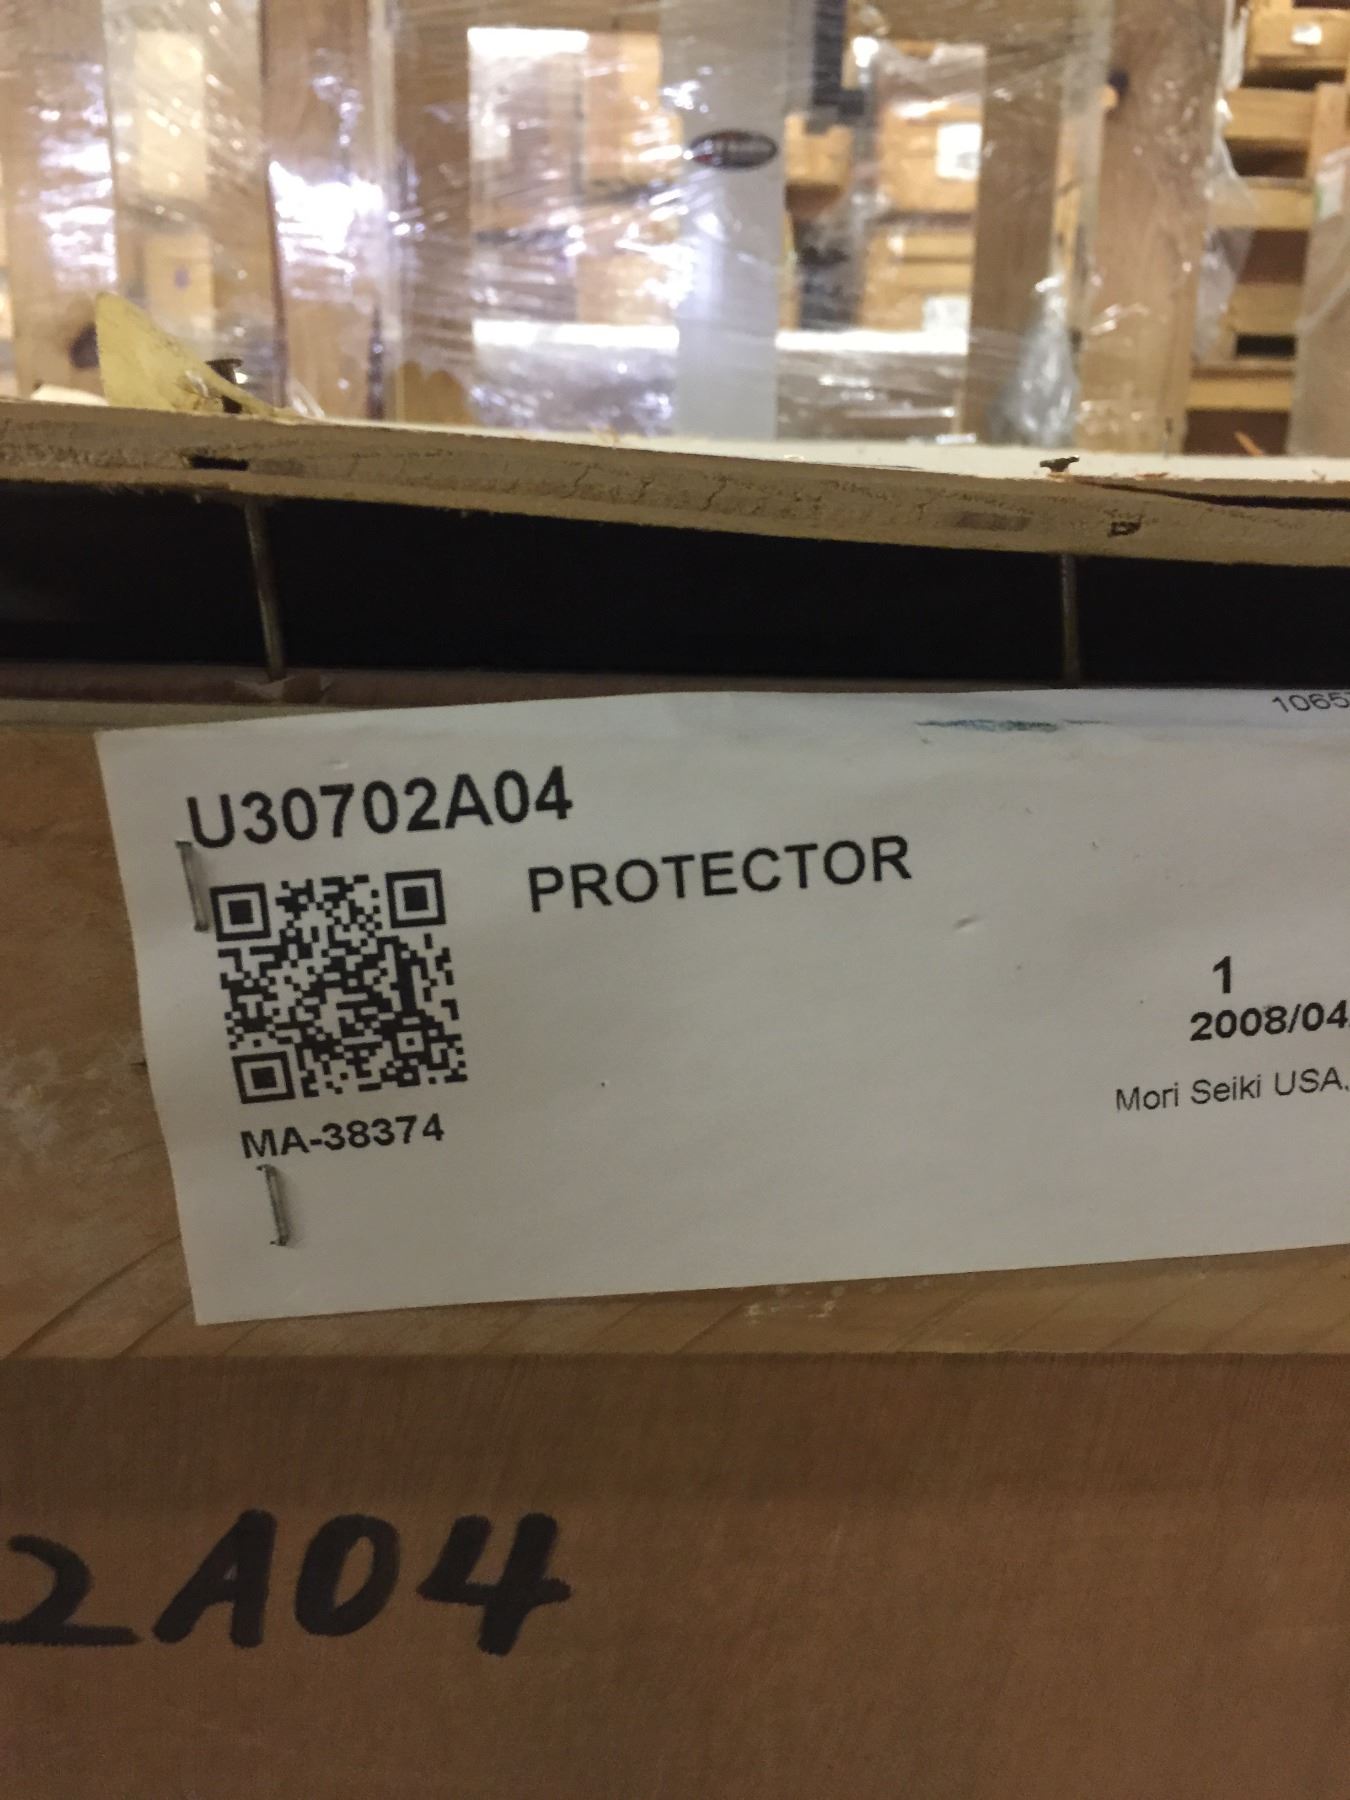 1065
U30702A04
PROTECTOR
1
2008/04
Mori Seiki USA.
MA-38374
2A04